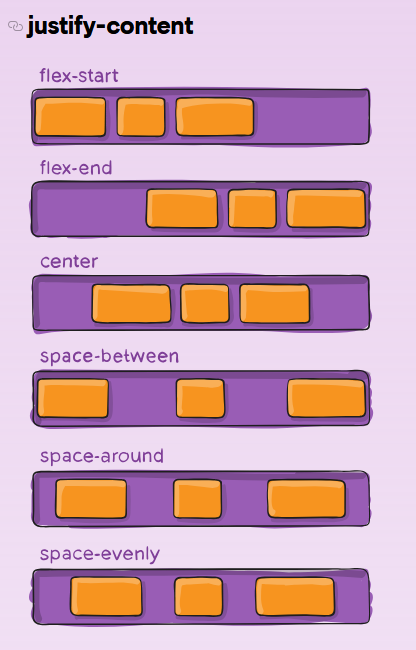 justify-content
flex-start
flex-end
center
space-between
space-around
space-evenly